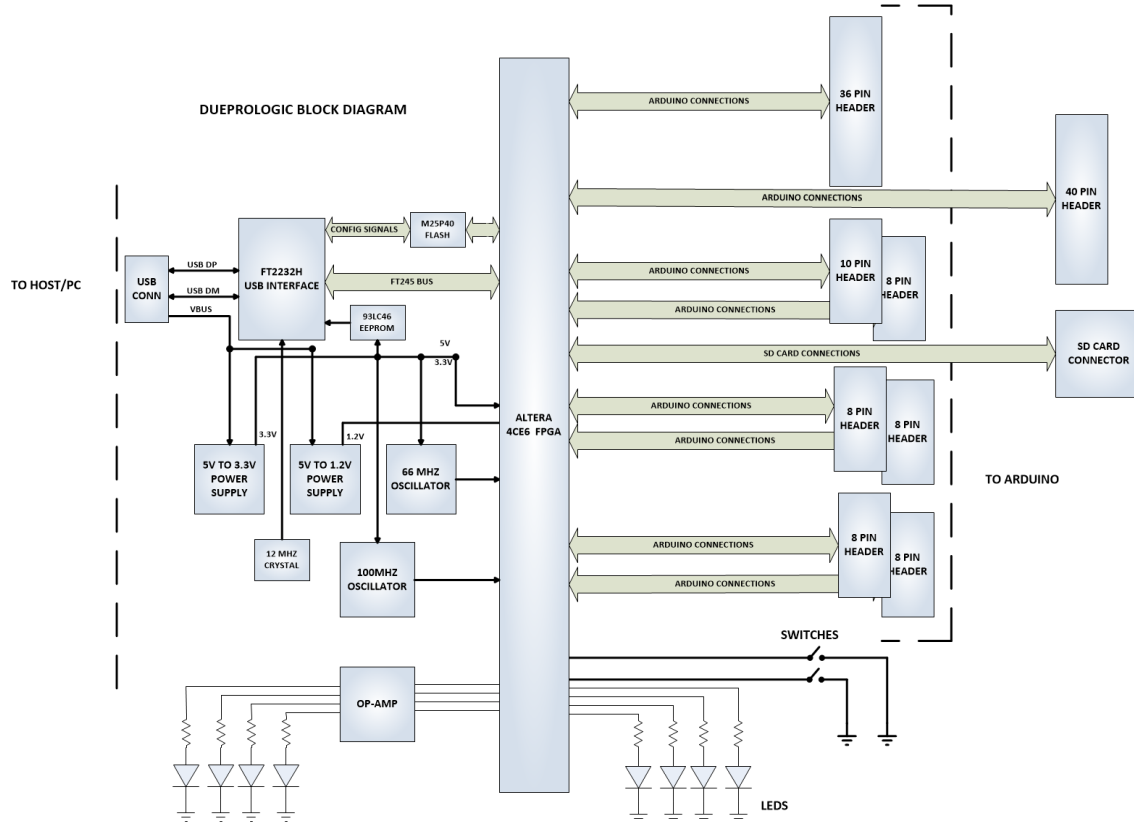 DUEPROLOGIC BLOCK DIAGRAM
TO HOST/PC
USB
CONN
USB DP
USB DM
VBUS
FT2232H
USB INTERFACE
CONFIG SIGNALS
M25P40
FLASH
FT245 BUS
93LC46
EEPROM
5V
3.3V
3.3V
1.2V
5V TO 3.3V
POWER
SUPPLY
5V TO 1.2V
POWER
SUPPLY
66 MHZ
OSCILLATOR
12 MHZ
CRYSTAL
100MHZ
OSCILLATOR
OP-AMP
ALTERA
4CE6 FPGA
ARDUINO CONNECTIONS
36 PIN
HEADER
ARDUINO CONNECTIONS
40 PIN
HEADER
ARDUINO CONNECTIONS
10 PIN
HEADER
8 PIN
HEADER
ARDUINO CONNECTIONS
SD CARD CONNECTIONS
SD CARD
CONNECTOR
ARDUINO CONNECTIONS
8 PIN
HEADER
8 PIN
HEADER
ARDUINO CONNECTIONS
TO ARDUINO
ARDUINO CONNECTIONS
8 PIN
HEADER
8 PIN
HEADER
ARDUINO CONNECTIONS
SWITCHES
LEDS